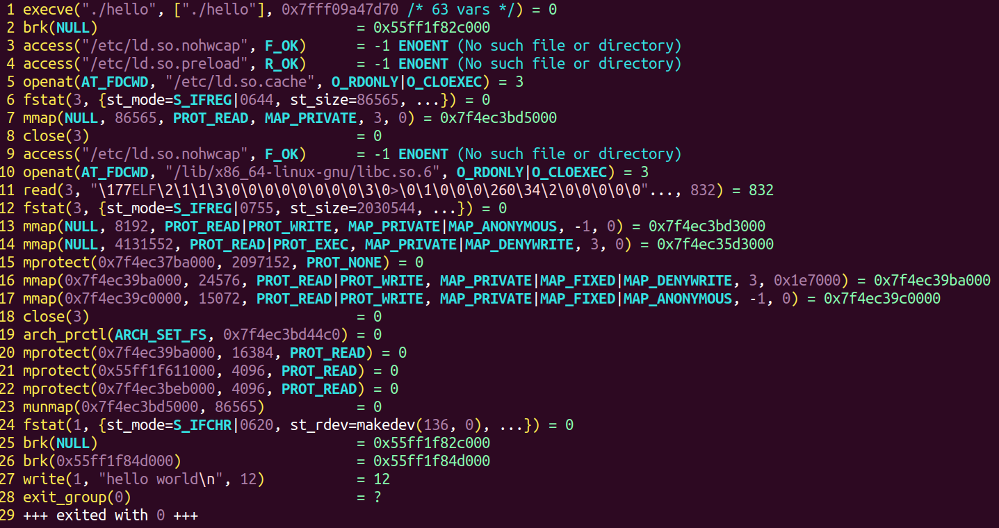 1 execve("./hello", ["./hello"], 0x7fff09a47d70 /* 63 vars */) = 0
2 brk(NULL) = 0x55ff1f82c000
3 access("/etc/ld.so.nohwcap", F_OK) = -1 ENOENT (No such file or directory)
4 access("/etc/ld.so.preload", R_OK) = -1 ENOENT (No such file or directory)
5 openat(AT_FDCWD, "/etc/ld.so.cache", O_RDONLY|O_CLOEXEC) = 3
6 fstat(3, {st_mode=S_IFREG|0644, st_size=86565, ...}) = 0
7 mmap(NULL, 86565, PROT_READ, MAP_PRIVATE, 3, 0) = 0x7f4ec3bd5000
8 close(3) = 0
9 access("/etc/ld.so.nohwcap", F_OK) = -1 ENOENT (No such file or directory)
10 openat(AT_FDCWD, "/lib/x86_64-linux-gnu/libc.so.6", O_RDONLY|O_CLOEXEC) = 3
11 read(3, "\177ELF\2\1\1\3\0\0\0\0\0\0\0\0\3\0>\0\1\0\0\0\260\34\2\0\0\0\0\0"..., 832) = 832
12 fstat(3, {st_mode=S_IFREG|0755, st_size=2030544, ...}) = 0
13 mmap(NULL, 8192, PROT_READ|PROT_WRITE, MAP_PRIVATE|MAP_ANONYMOUS, -1, 0) = 0x7f4ec3bd3000
14 mmap(NULL, 4131552, PROT_READ|PROT_EXEC, MAP_PRIVATE|MAP_DENYWRITE, 3, 0) = 0x7f4ec35d3000
15 mprotect(0x7f4ec37ba000, 2097152, PROT_NONE) = 0
16 mmap(0x7f4ec39ba000, 24576, PROT_READ|PROT_WRITE, MAP_PRIVATE|MAP_FIXED|MAP_DENYWRITE, 3, 0x1e7000) = 0x7f4ec39ba000
17 mmap(0x7f4ec39c0000, 15072, PROT_READ|PROT_WRITE, MAP_PRIVATE|MAP_FIXED|MAP_ANONYMOUS, -1, 0) = 0x7f4ec39c0000
18 close(3) = 0
19 arch_prctl(ARCH_SET_FS, 0x7f4ec3bd44c0) = 0
20 mprotect(0x7f4ec39ba000, 16384, PROT_READ) = 0
21 mprotect(0x55ff1f611000, 4096, PROT_READ) = 0
22 mprotect(0x7f4ec3beb000, 4096, PROT_READ) = 0
23 munmap(0x7f4ec3bd5000, 86565) = 0
24 fstat(1, {st_mode=S_IFCHR|0620, st_rdev=makedev(136, 0), ...}) = 0
25 brk(NULL) = 0x55ff1f82c000
26 brk(0x55ff1f84d000) = 0x55ff1f84d000
27 write(1, "hello world\n", 12) = 12
28 exit_group(0) = ?
29 +++ exited with 0 +++